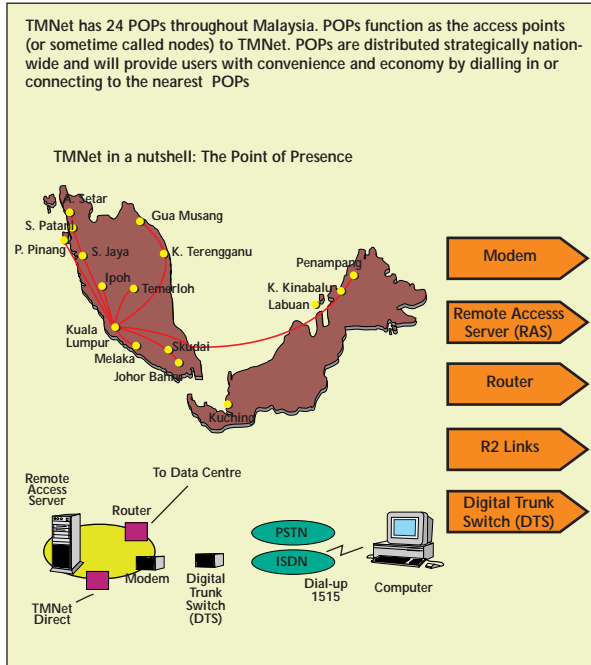 TMNet has 24 POPs throughout Malaysia. POPs function as the access points
(or sometime called nodes) to TMNet. POPs are distributed strategically nation-
wide and will provide users with convenience and economy by dialling in or
connecting to the nearest POPs
TMNet in a nutshell: The Point of Presence
A. Setar
S. Patani
P. Pinang
Gua Musang
S. Jaya
K. Terengganu
Ipoh
Temerloh
Kuala
Lumpur
Melaka
Skudai
Johor Bahru
Penampang
K. Kinabalu
Labuan
Kuching
Modem
Remote Accesss
Server (RAS)
Router
R2 Links
Digital Trunk
Switch (DTS)
Remote
Access
Server
Router
To Data Centre
Modem
TMNet
Direct
Digital
Trunk
Switch
(DTS)
PSTN
ISDN
Dial-up
1515
Computer